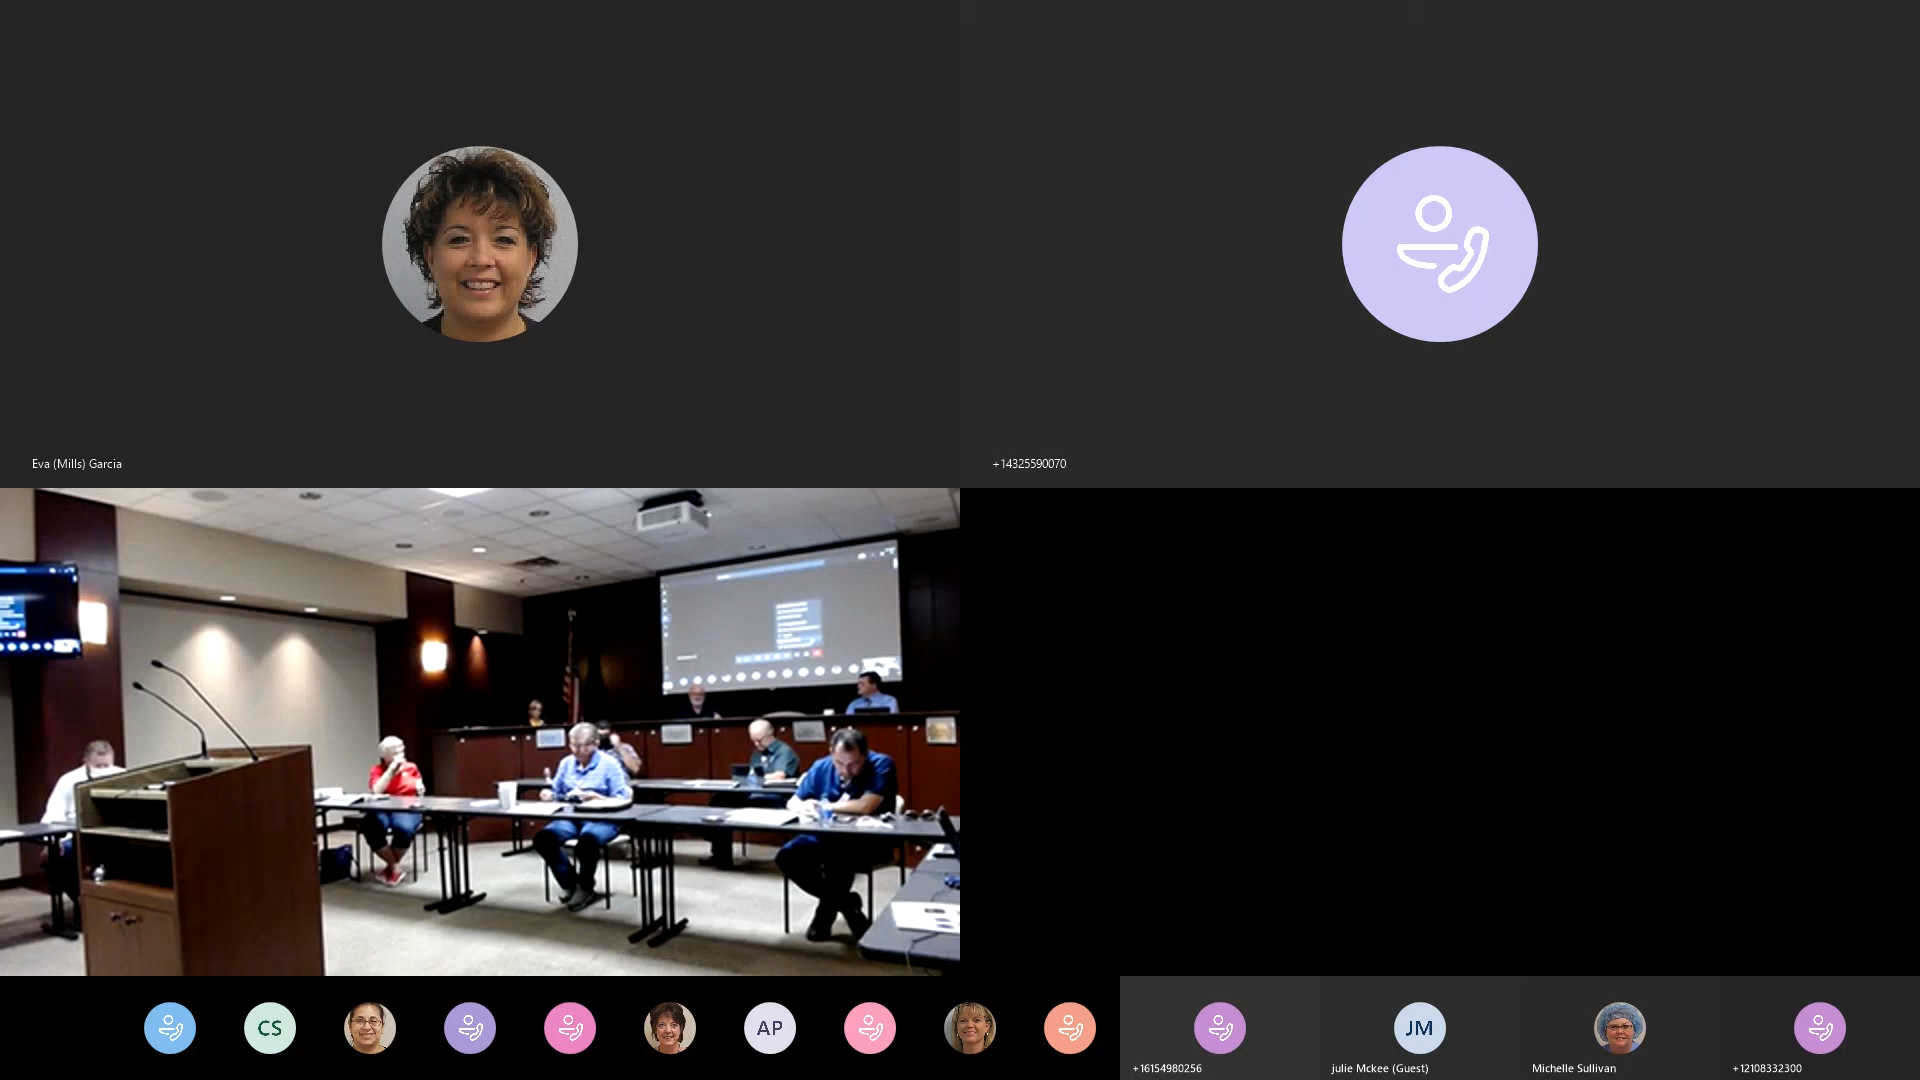 Eva (Mills) Garcia
+14325590070
CS
AP
JM
+16154980256
julie Mckee (Guest)
Michelle Sullivan
+12108332300